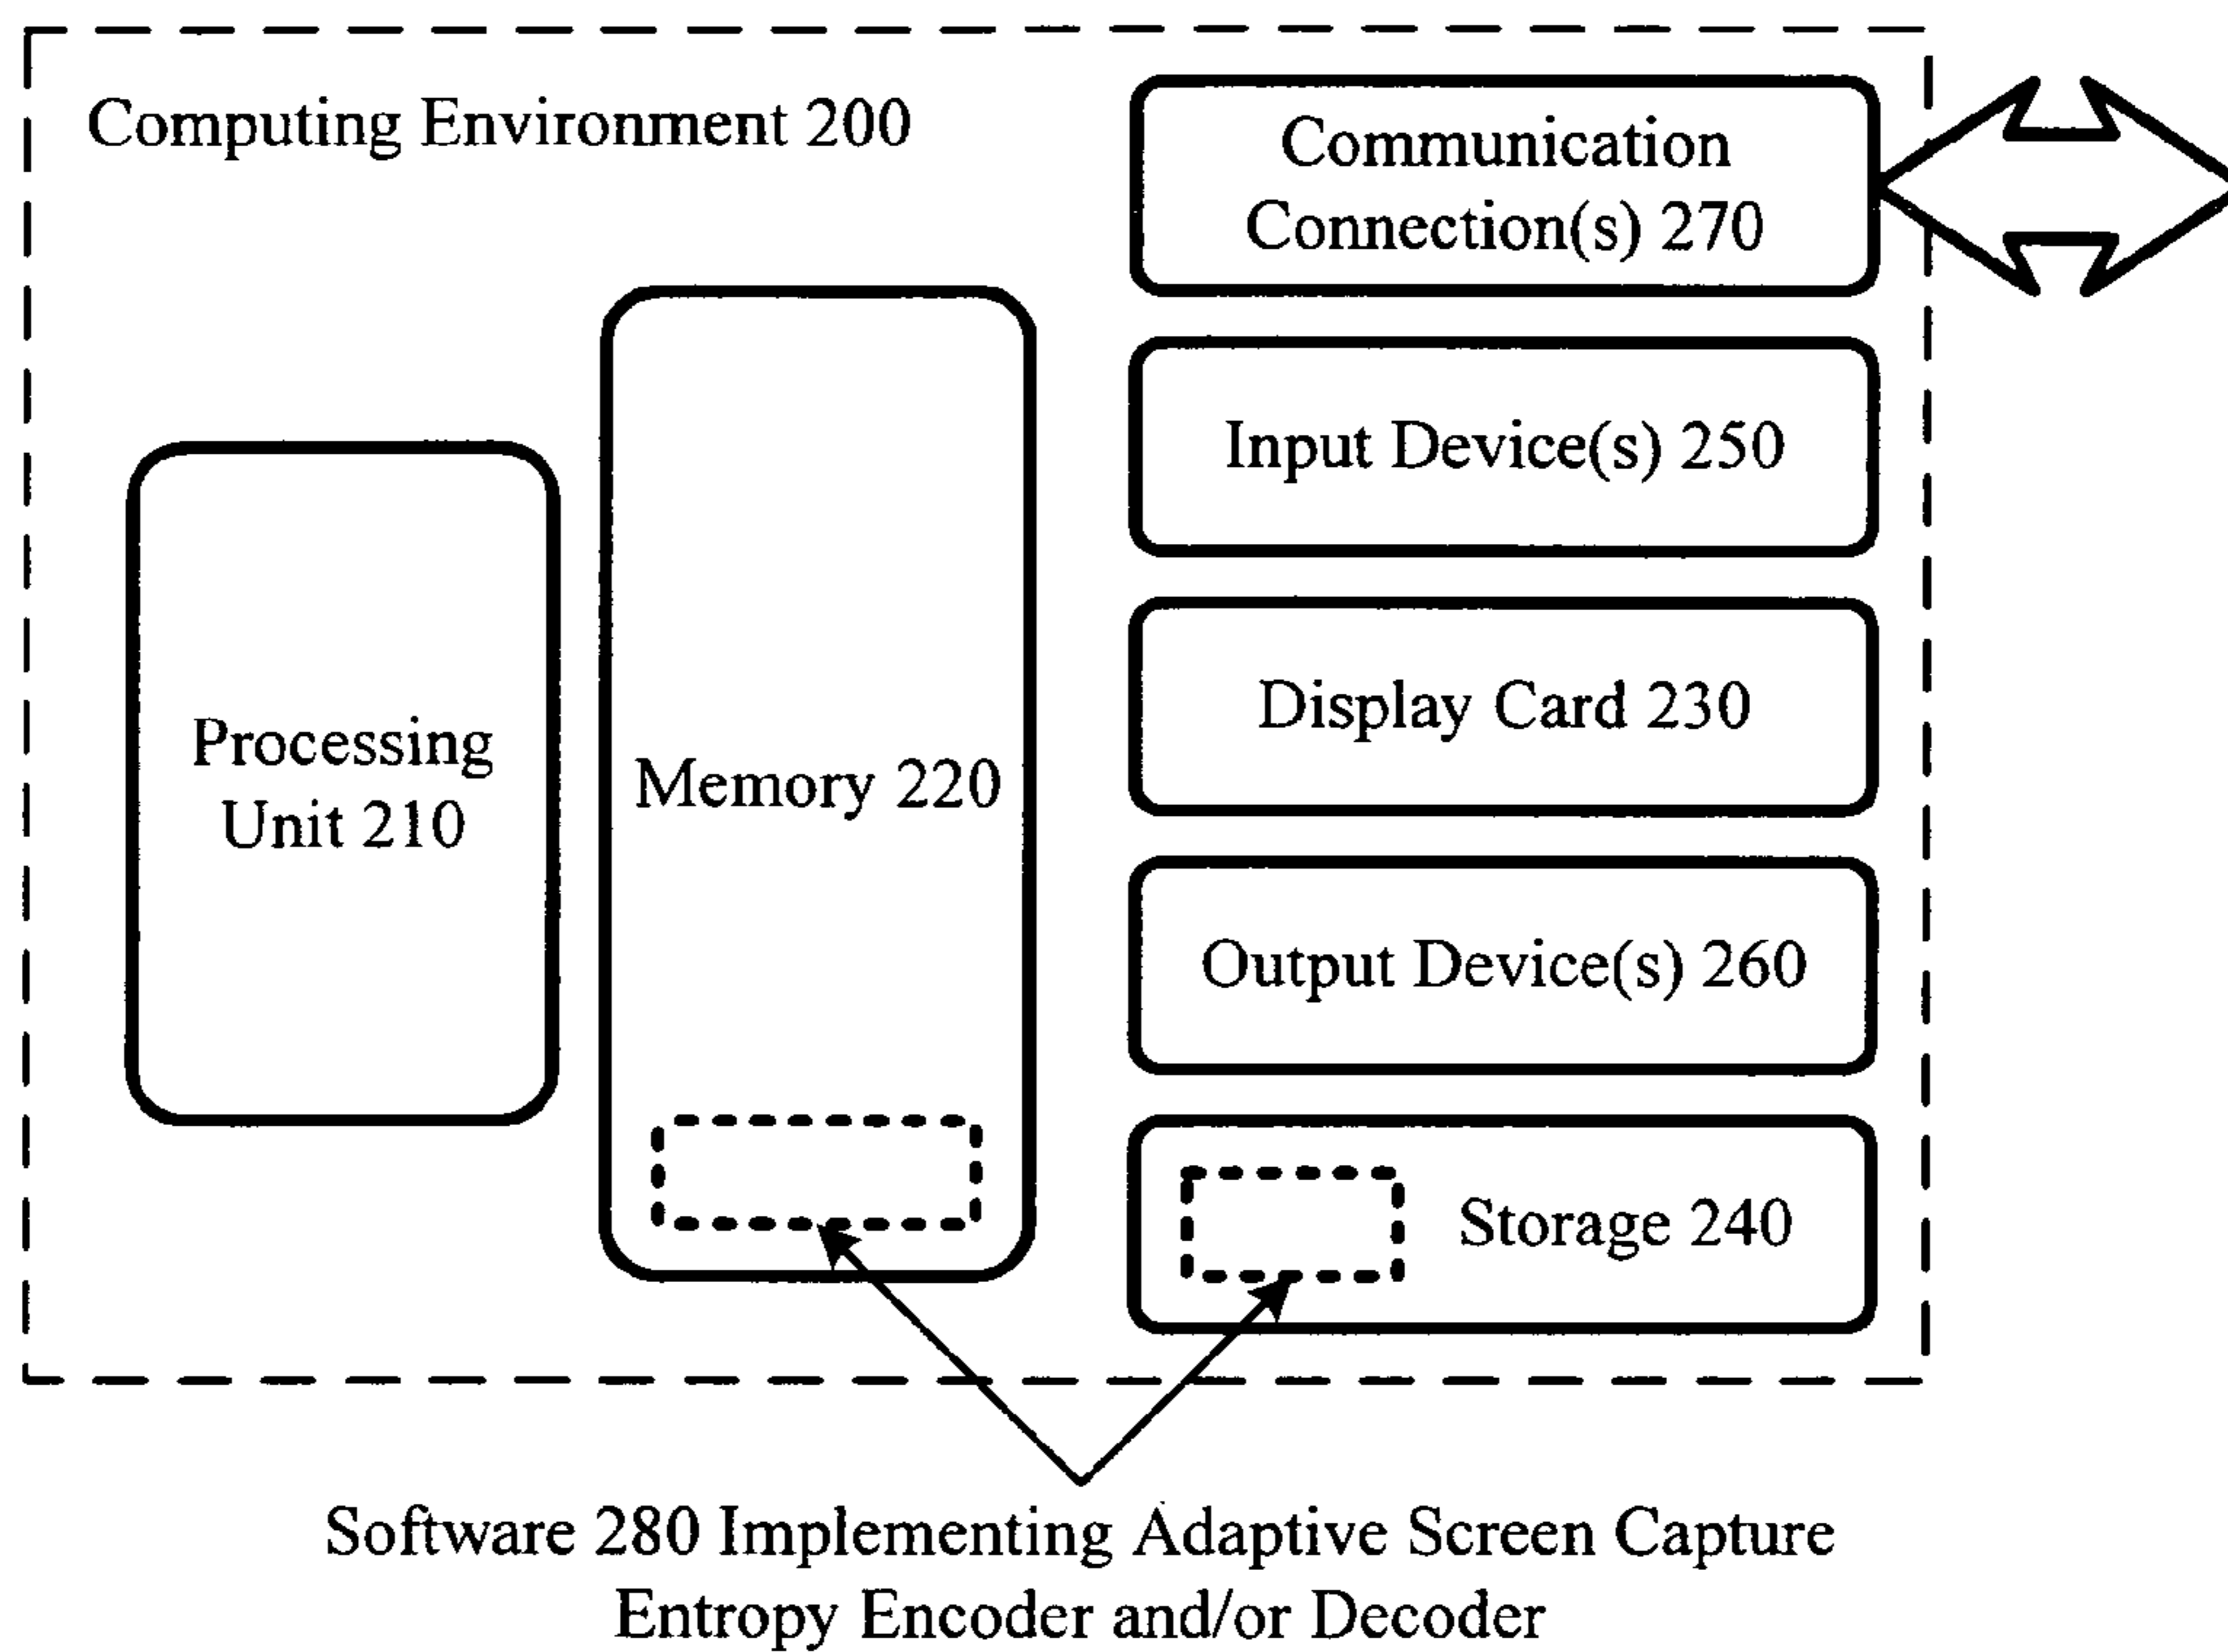 Computing Environment 200
Communication
Connection(s) 270
Input Device(s) 250
Processing
Unit 210
Memory 220
Display Card 230
Output Device(s) 260
Storage 240
Software 280 Implementing Adaptive Screen Capture
Entropy Encoder and/or Decoder